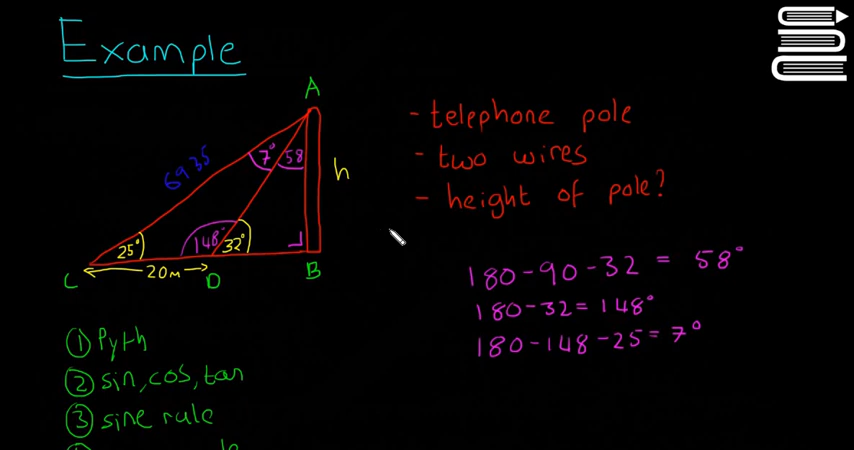 Example
A
- telephone pole
- two wires
- height of pole?
69.35
7° 58
h
25° 148° 32°
C 20m D B
180-90-32 = 58°
180-32=148°
180-148-25=7°
① Pyth
② sin, cos, tan
③ sine rule